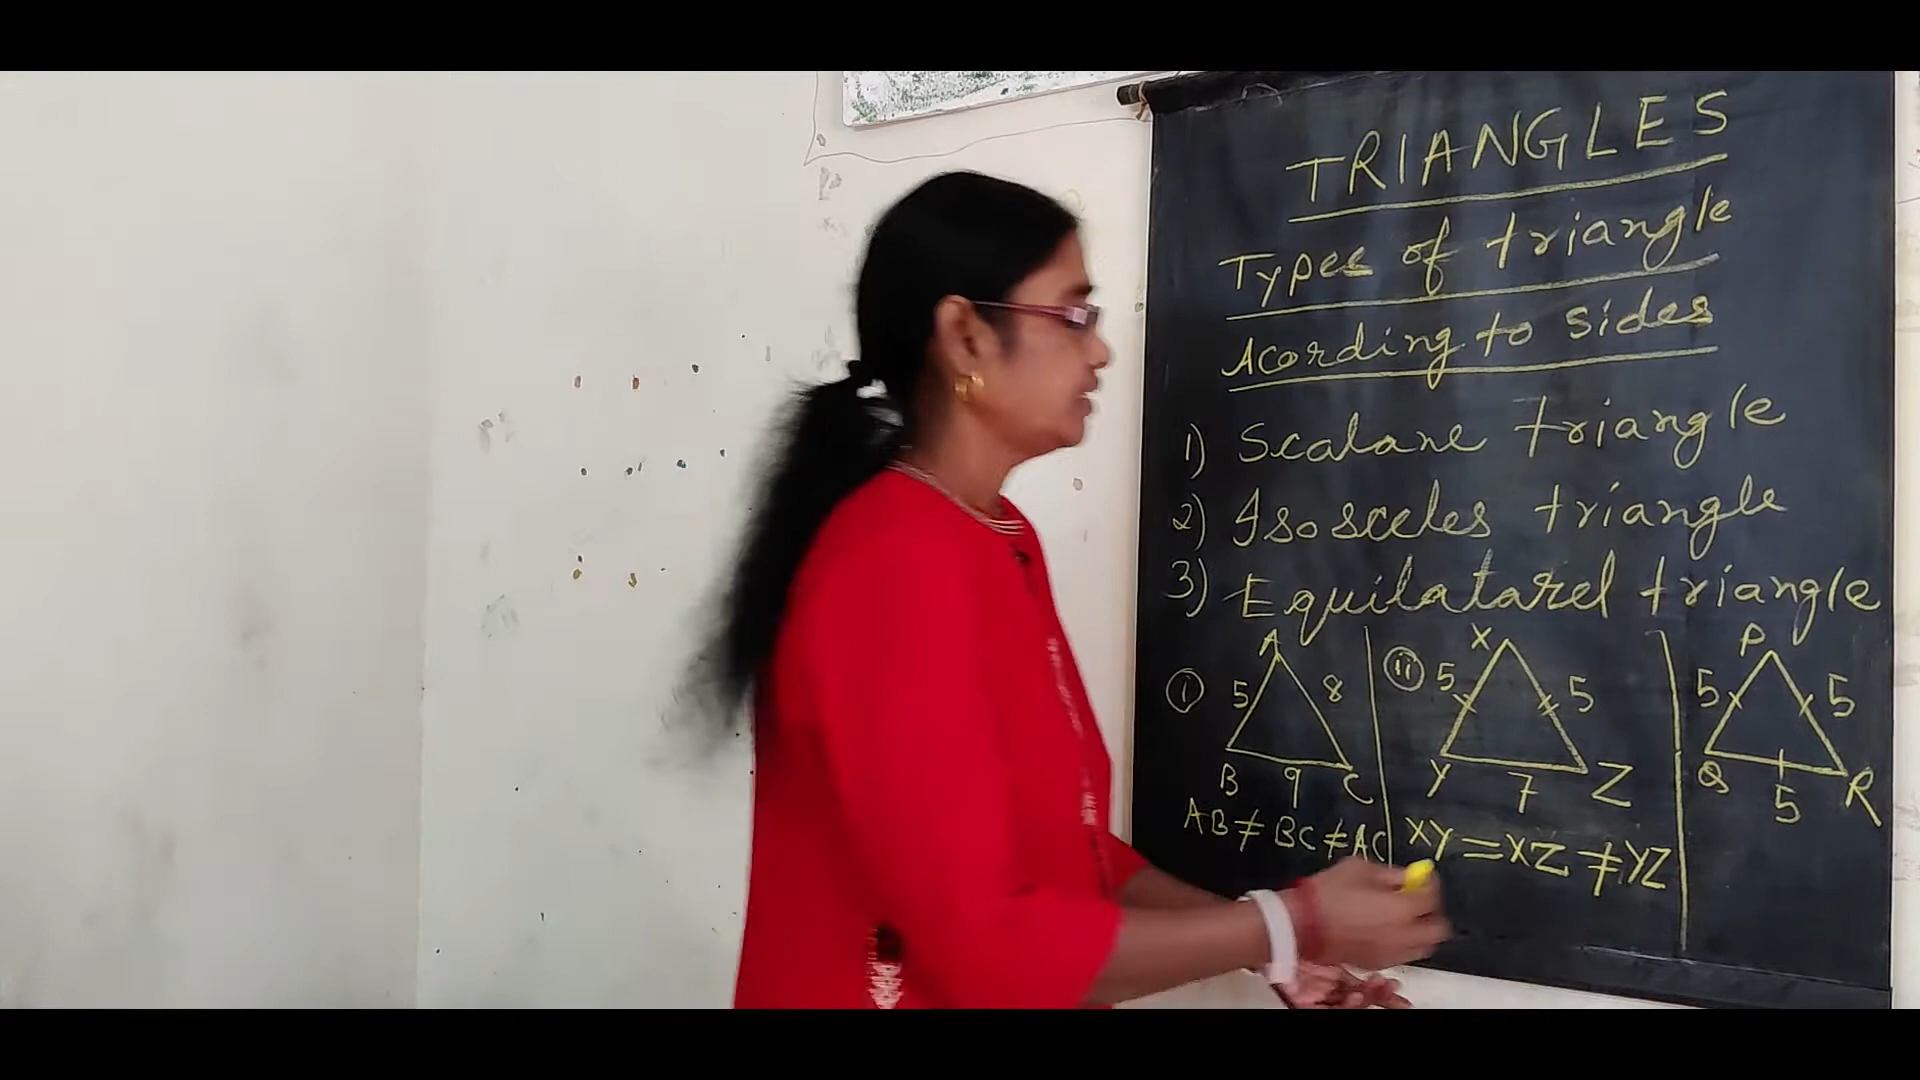 TRIANGLES
Types of triangle
Acording to Sides
1) Scalane triangle
2) Isosceles triangle
3) Equilatarel triangle
A
X
P
i
5
8
ii
5
5
5
5
B
9
C
Y
7
Z
Q
5
R
AB ≠ BC ≠ AC
XY = XZ ≠ YZ